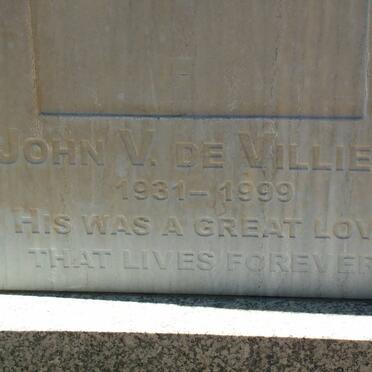 JOHN V. DE VILLIE
1931–1999
HIS WAS A GREAT LOV
THAT LIVES FOREVER